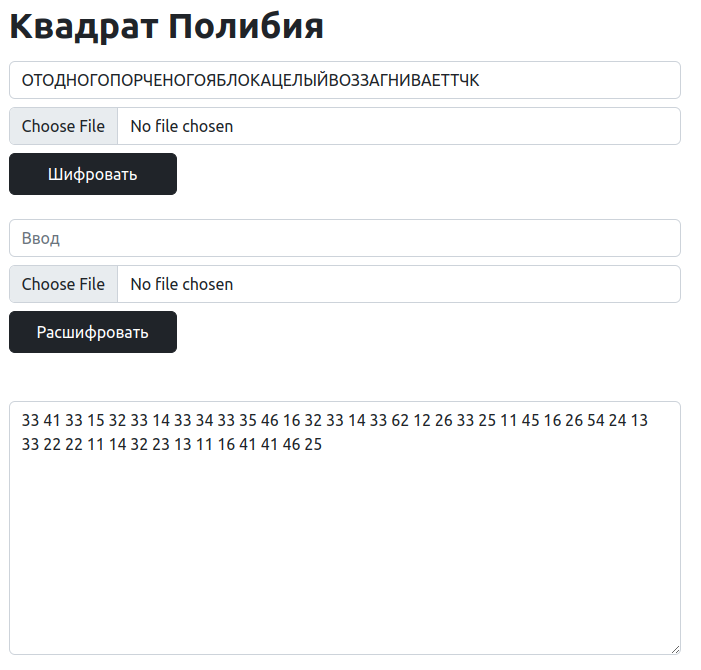 Квадрат Полибия
ОТОДНОГОПОРЧЕНОГОЯБЛОКАЦЕЛЫЙВОЗЗАГНИВАЕТТЧК
Choose File No file chosen
Шифровать
Ввод
Choose File No file chosen
Расшифровать
33 41 33 15 32 33 14 33 34 33 35 46 16 32 33 14 33 62 12 26 33 25 11 45 16 26 54 24 13
33 22 22 11 14 32 23 13 11 16 41 41 46 25